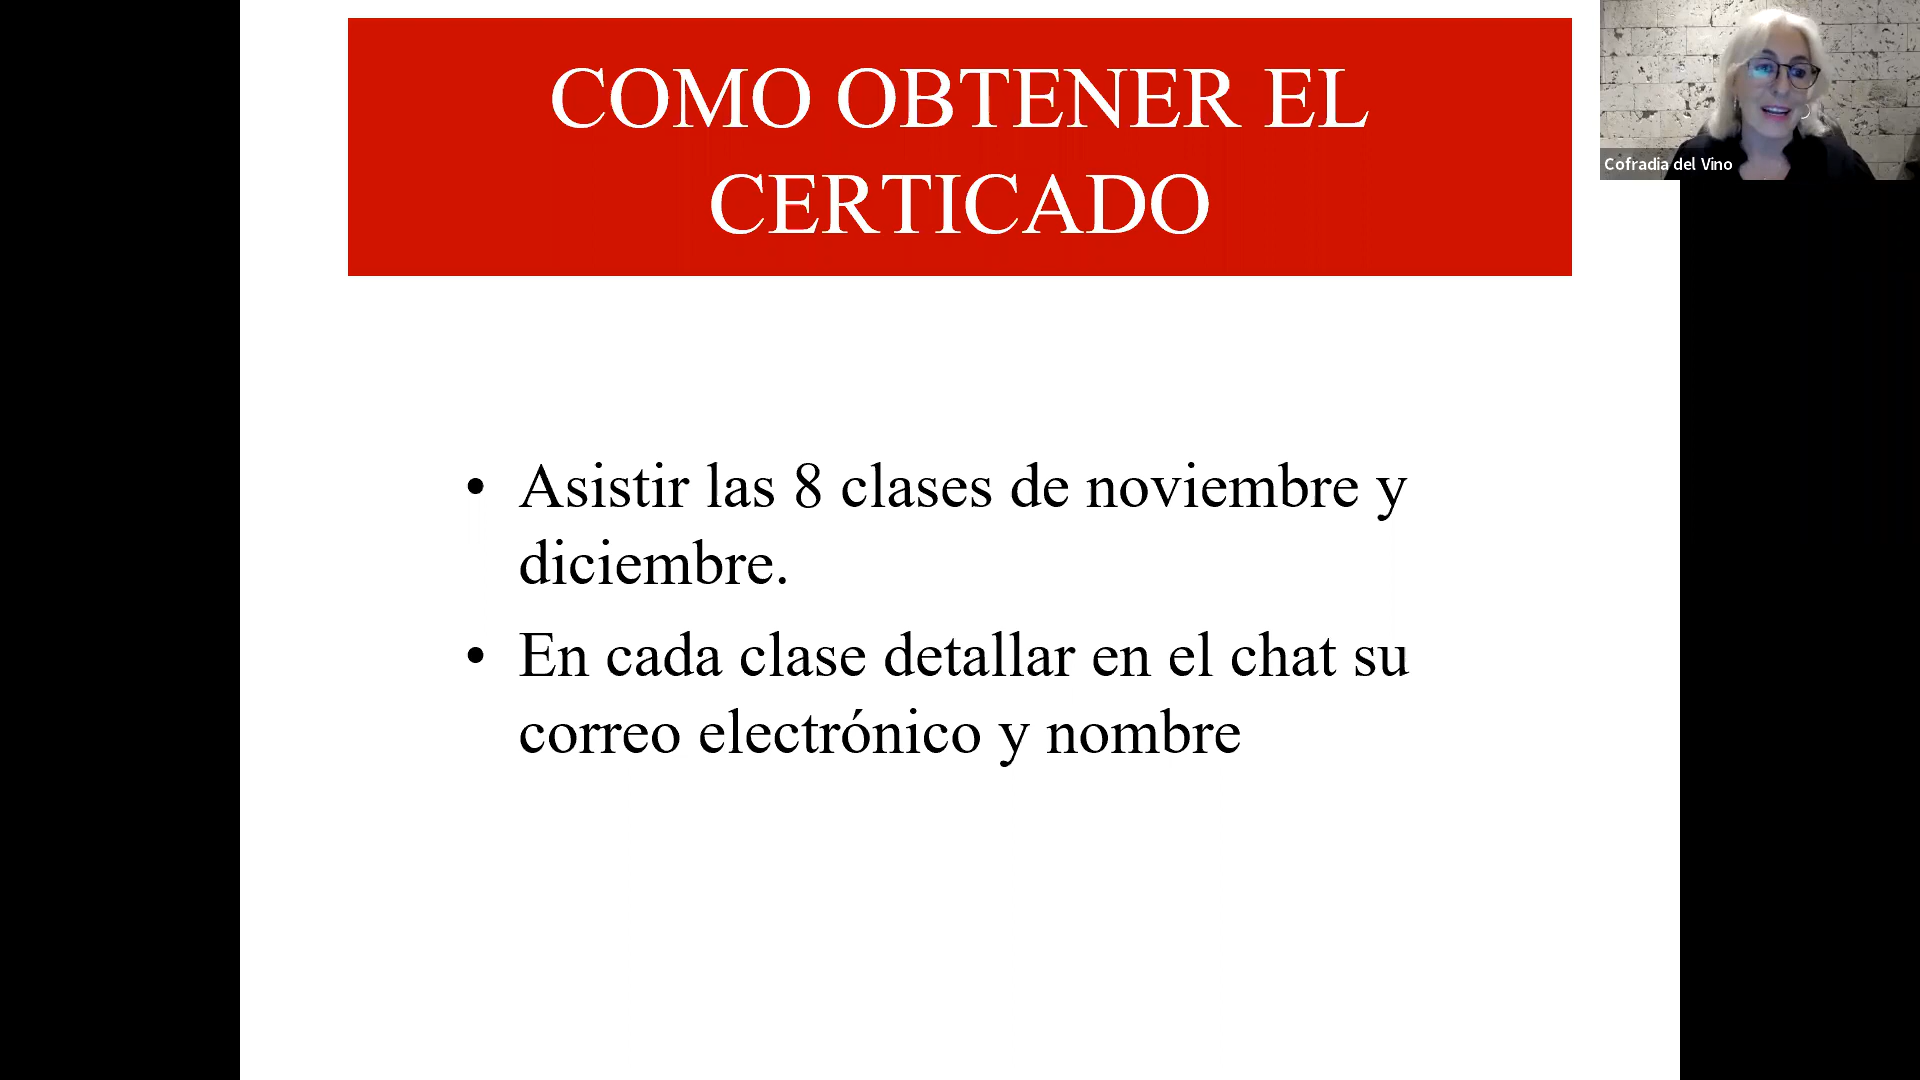 COMO OBTENER EL
CERTICADO
Cofradia del Vino
• Asistir las 8 clases de noviembre y
diciembre.
• En cada clase detallar en el chat su
correo electrónico y nombre